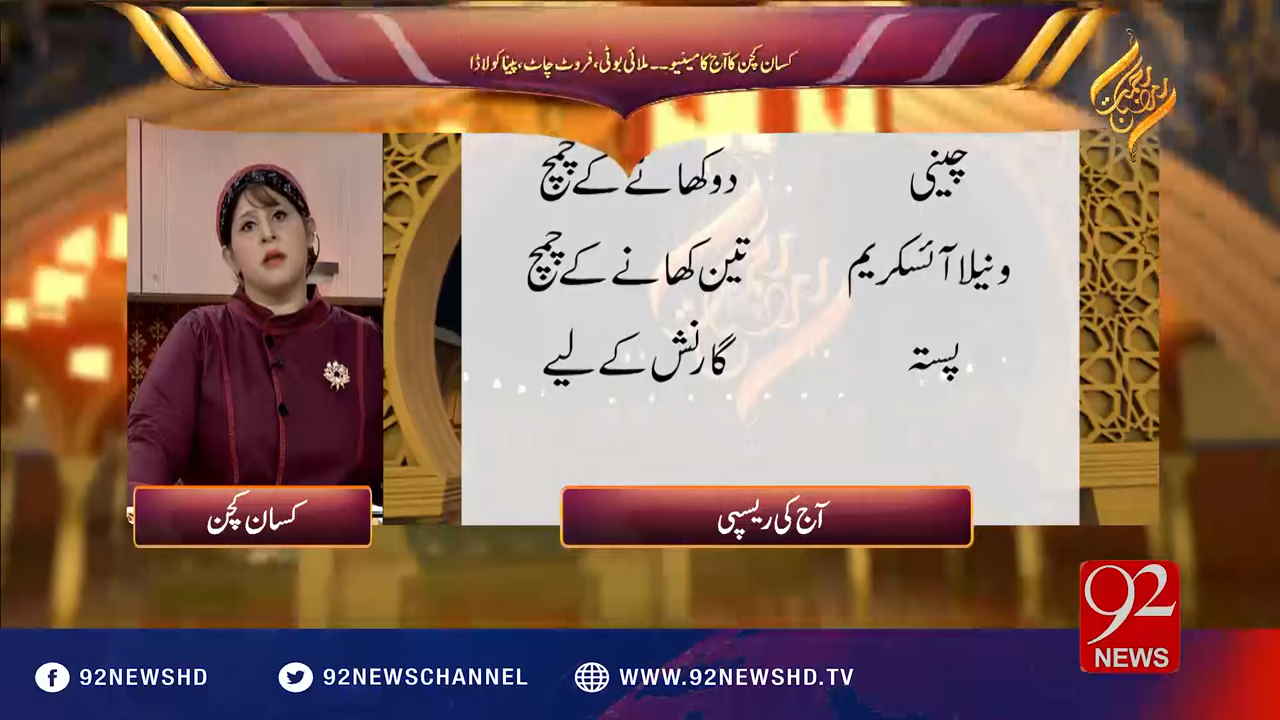 کسان کچن کا آج کا مینیو۔۔ ملائی بوٹی، فروٹ چاٹ، پینا کولاڈا
چینی دو کھانے کے چمچ
ونیلا آئسکریم تین کھانے کے چمچ
پستہ گارنش کے لیے
کسان کچن
آج کی ریسپی
92
NEWS
92NEWSHD
92NEWSCHANNEL
WWW.92NEWSHD.TV